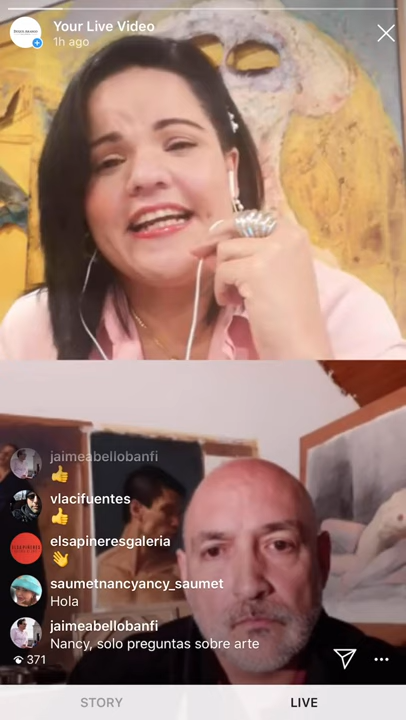 Your Live Video
1h ago
jaimeabellobanfi
👍
vlacifuentes
👍
elsapineresgaleria
👋
saumetnancyancy_saumet
Hola
jaimeabellobanfi
Nancy, solo preguntas sobre arte
371
STORY
LIVE